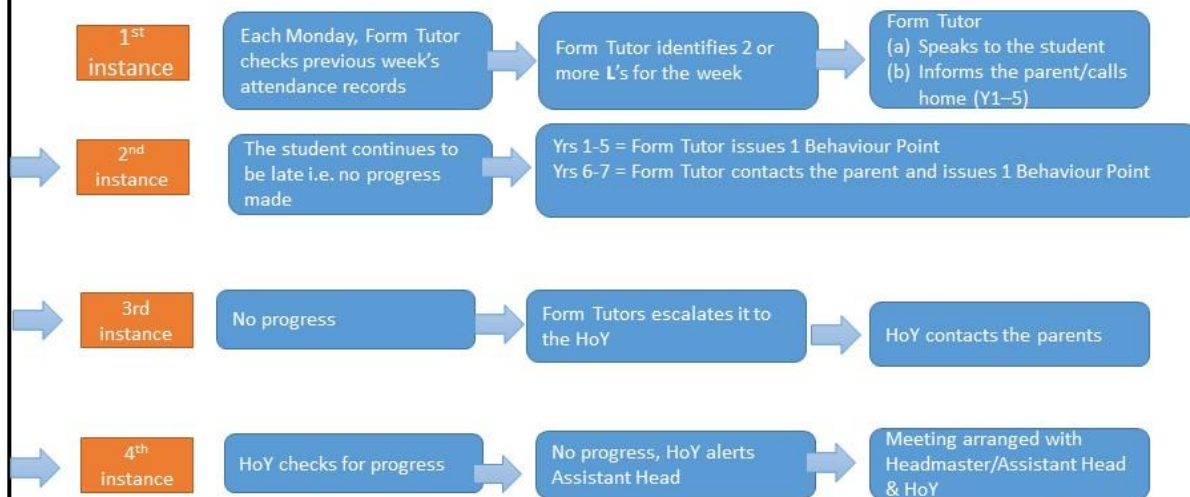 1st
instance
Each Monday, Form Tutor
checks previous week's
attendance records
Form Tutor identifies 2 or
more L's for the week
Form Tutor
(a) Speaks to the student
(b) Informs the parent/calls
home (Y1–5)
2nd
instance
The student continues to
be late i.e. no progress
made
Yrs 1-5 = Form Tutor issues 1 Behaviour Point
Yrs 6-7 = Form Tutor contacts the parent and issues 1 Behaviour Point
3rd
instance
No progress
Form Tutors escalates it to
the HoY
HoY contacts the parents
4th
instance
HoY checks for progress
No progress, HoY alerts
Assistant Head
Meeting arranged with
Headmaster/Assistant Head
& HoY